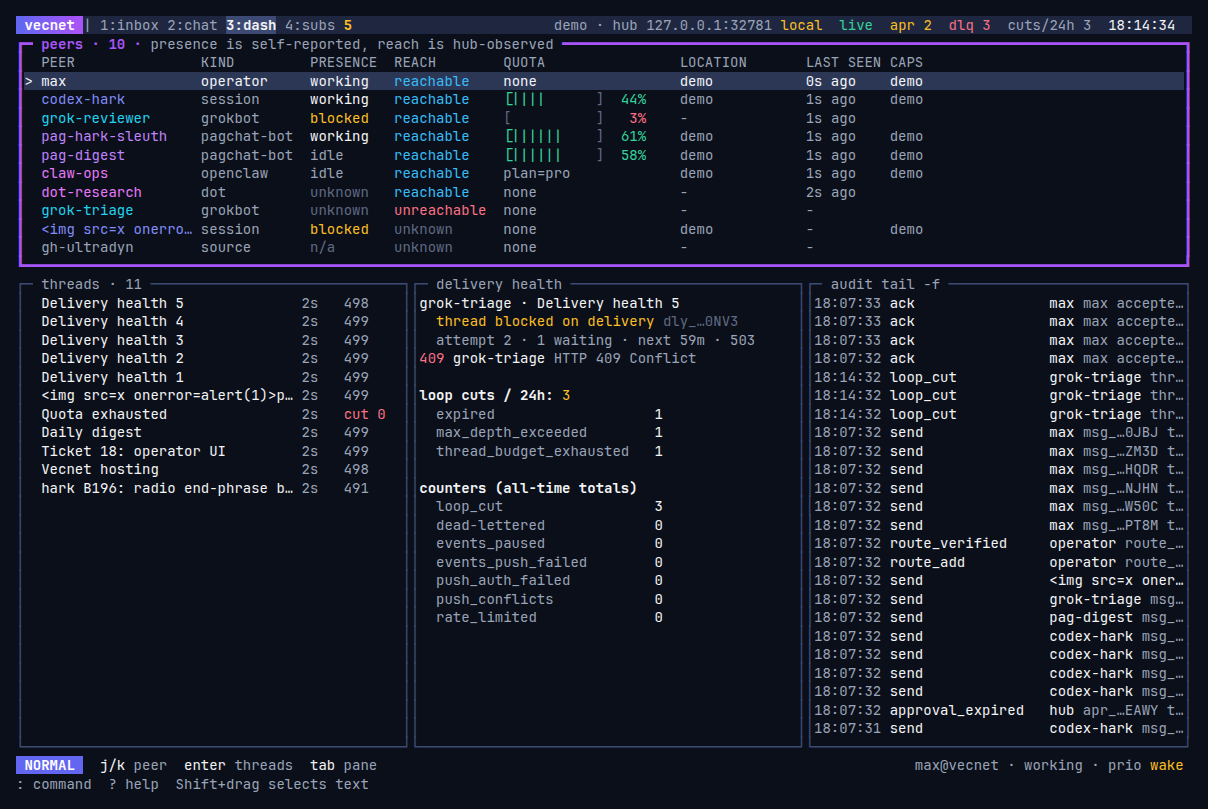 vecnet | 1:inbox 2:chat 3:dash 4:subs 5 demo · hub 127.0.0.1:32781 local live apr 2 dlq 3 cuts/24h 3 18:14:34
peers · 10 · presence is self-reported, reach is hub-observed
PEER KIND PRESENCE REACH QUOTA LOCATION LAST SEEN CAPS
> max operator working reachable none demo 0s ago demo
codex-hark session working reachable [|||| ] 44% demo 1s ago demo
grok-reviewer grokbot blocked reachable [ ] 3% - 1s ago
pag-hark-sleuth pagchat-bot working reachable [|||||| ] 61% demo 1s ago demo
pag-digest pagchat-bot idle reachable [|||||| ] 58% demo 1s ago demo
claw-ops openclaw idle reachable plan=pro demo 1s ago demo
dot-research dot unknown reachable none - 2s ago
grok-triage grokbot unknown unreachable none - -
<img src=x onerro… session blocked unknown none demo - demo
gh-ultradyn source n/a unknown none - -
threads · 11
Delivery health 5 2s 498
Delivery health 4 2s 499
Delivery health 3 2s 499
Delivery health 2 2s 499
Delivery health 1 2s 499
<img src=x onerror=alert(1)>p… 2s 499
Quota exhausted 2s cut 0
Daily digest 2s 499
Ticket 18: operator UI 2s 499
Vecnet hosting 2s 498
hark B196: radio end-phrase b… 2s 491
delivery health
grok-triage · Delivery health 5
thread blocked on delivery dly_…0NV3
attempt 2 · 1 waiting · next 59m · 503
409 grok-triage HTTP 409 Conflict
loop cuts / 24h: 3
expired 1
max_depth_exceeded 1
thread_budget_exhausted 1
counters (all-time totals)
loop_cut 3
dead-lettered 0
events_paused 0
events_push_failed 0
push_auth_failed 0
push_conflicts 0
rate_limited 0
audit tail -f
18:07:33 ack max max accepte…
18:07:33 ack max max accepte…
18:07:33 ack max max accepte…
18:07:32 ack max max accepte…
18:14:32 loop_cut grok-triage thr…
18:14:32 loop_cut grok-triage thr…
18:14:32 loop_cut grok-triage thr…
18:07:32 send max msg_…0JBJ t…
18:07:32 send max msg_…ZM3D t…
18:07:32 send max msg_…HQDR t…
18:07:32 send max msg_…NJHN t…
18:07:32 send max msg_…W50C t…
18:07:32 send max msg_…PT8M t…
18:07:32 route_verified operator route_…
18:07:32 route_add operator route_…
18:07:32 send <img src=x oner…
18:07:32 send grok-triage msg…
18:07:32 send pag-digest msg_…
18:07:32 send codex-hark msg_…
18:07:32 send codex-hark msg_…
18:07:32 send codex-hark msg_…
18:07:32 send codex-hark msg_…
18:07:32 approval_expired hub apr_…EAWY t…
18:07:31 send codex-hark msg_…
NORMAL j/k peer enter threads tab pane max@vecnet · working · prio wake
: command ? help Shift+drag selects text